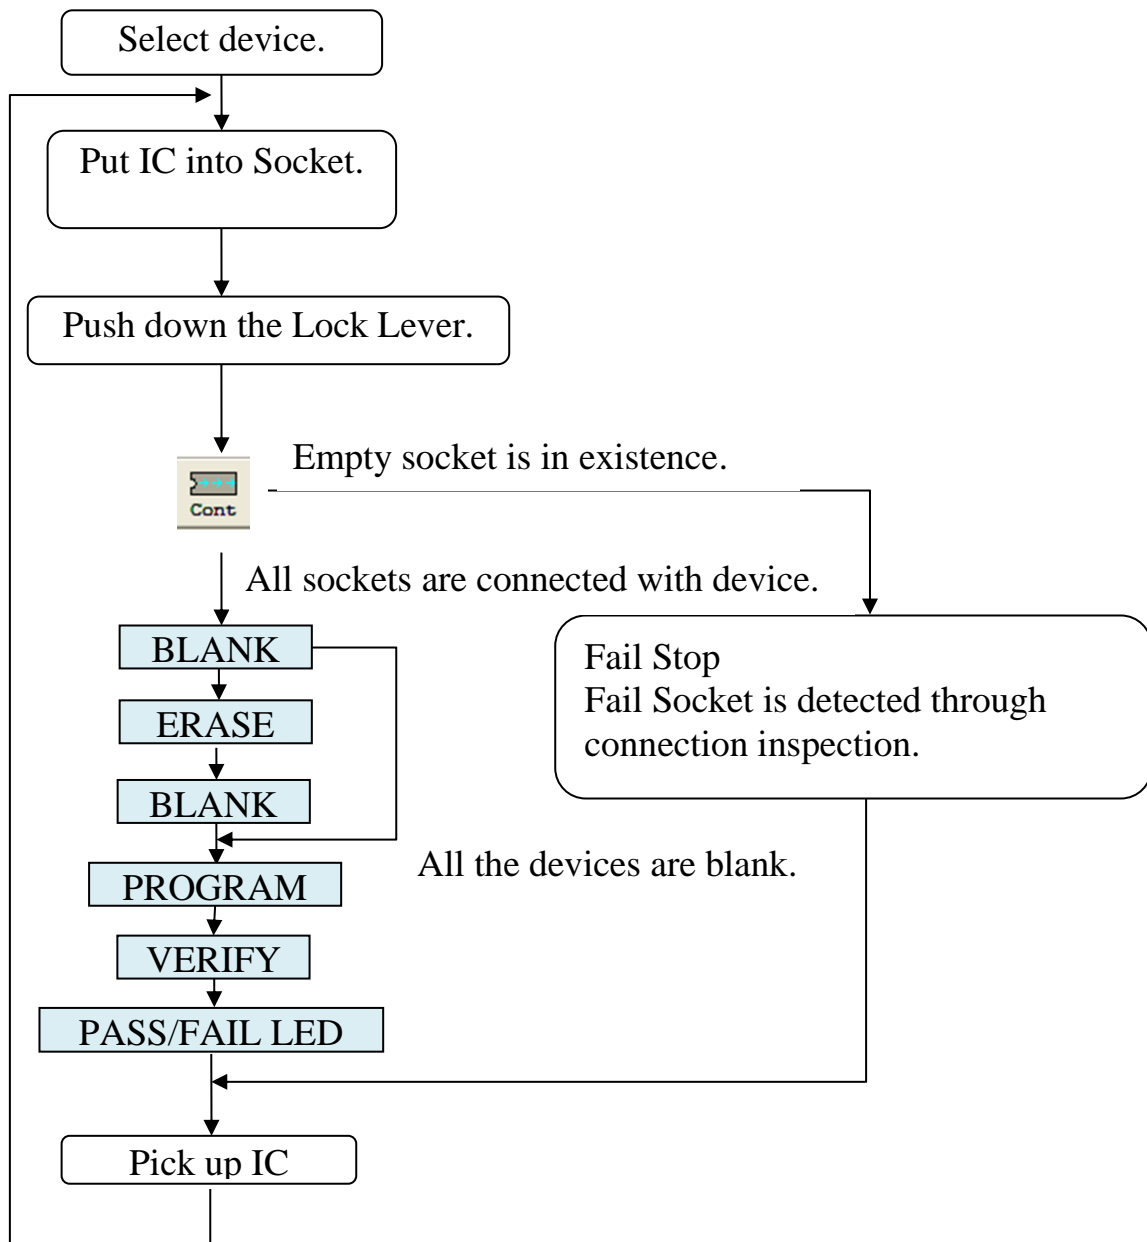 Select device.
Put IC into Socket.
Push down the Lock Lever.
Empty socket is in existence.
Cont
All sockets are connected with device.
BLANK
Fail Stop
Fail Socket is detected through
connection inspection.
ERASE
BLANK
All the devices are blank.
PROGRAM
VERIFY
PASS/FAIL LED
Pick up IC